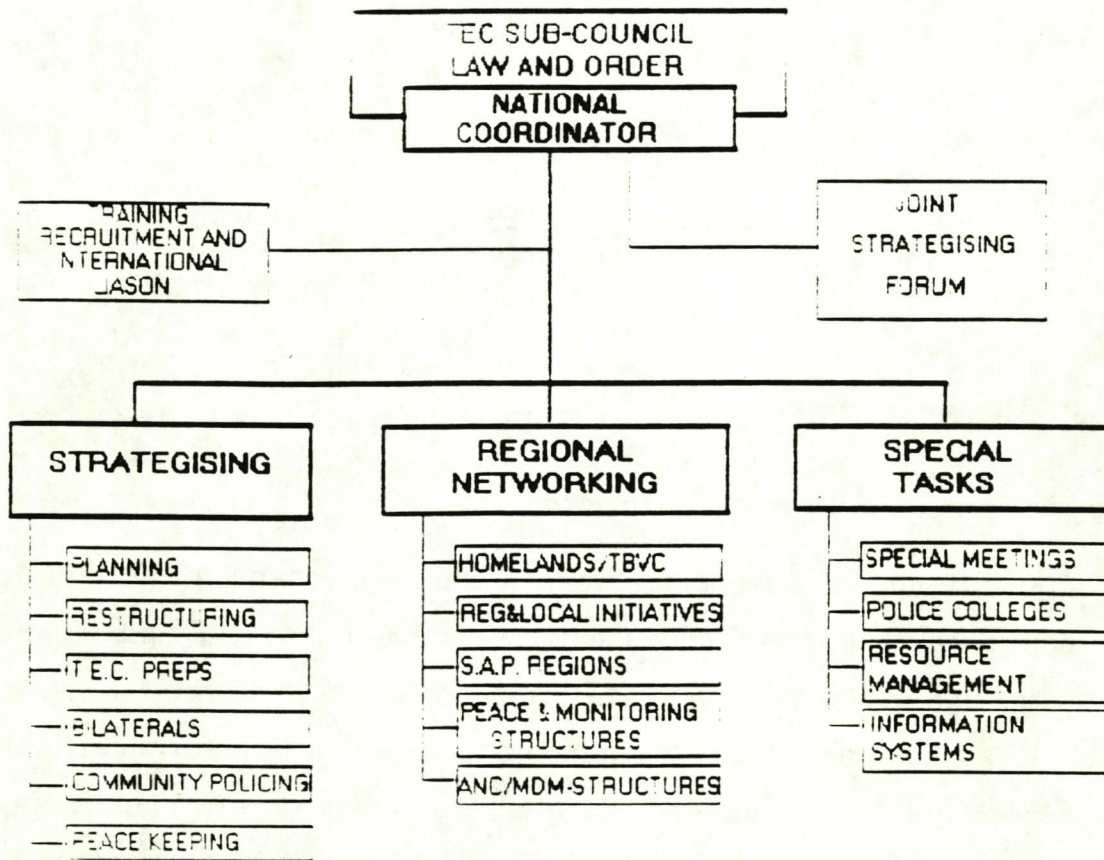 TEC SUB-COUNCIL
LAW AND ORDER
NATIONAL
COORDINATOR
TRAINING
RECRUITMENT AND
INTERNATIONAL
LIASON
JOINT
STRATEGISING
FORUM
STRATEGISING
PLANNING
RESTRUCTURING
T.E.C. PREPS
BILATERALS
COMMUNITY POLICING
PEACE KEEPING
REGIONAL
NETWORKING
HOMELANDS/TBVC
REG&LOCAL INITIATIVES
S.A.P. REGIONS
PEACE & MONITORING
STRUCTURES
ANC/MDM-STRUCTURES
SPECIAL
TASKS
SPECIAL MEETINGS
POLICE COLLEGES
RESOURCE
MANAGEMENT
INFORMATION
SYSTEMS